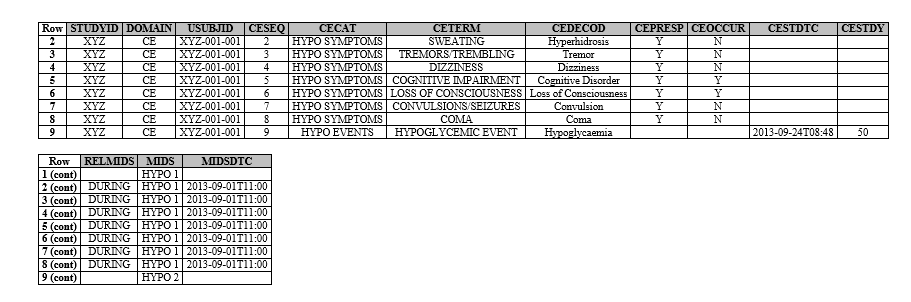 Row STUDYID DOMAIN USUBJID CESEQ CECAT CETERM CEDECOD CEPRESP CEOCCUR CESTDTC CESTDY
2 XYZ CE XYZ-001-001 2 HYPO SYMPTOMS SWEATING Hyperhidrosis Y N
3 XYZ CE XYZ-001-001 3 HYPO SYMPTOMS TREMORS/TREMBLING Tremor Y N
4 XYZ CE XYZ-001-001 4 HYPO SYMPTOMS DIZZINESS Dizziness Y N
5 XYZ CE XYZ-001-001 5 HYPO SYMPTOMS COGNITIVE IMPAIRMENT Cognitive Disorder Y Y
6 XYZ CE XYZ-001-001 6 HYPO SYMPTOMS LOSS OF CONSCIOUSNESS Loss of Consciousness Y Y
7 XYZ CE XYZ-001-001 7 HYPO SYMPTOMS CONVULSIONS/SEIZURES Convulsion Y N
8 XYZ CE XYZ-001-001 8 HYPO SYMPTOMS COMA Coma Y N
9 XYZ CE XYZ-001-001 9 HYPO EVENTS HYPOGLYCEMIC EVENT Hypoglycaemia 2013-09-24T08:48 50
Row RELMIDS MIDS MIDSDTC
1 (cont) HYPO 1
2 (cont) DURING HYPO 1 2013-09-01T11:00
3 (cont) DURING HYPO 1 2013-09-01T11:00
4 (cont) DURING HYPO 1 2013-09-01T11:00
5 (cont) DURING HYPO 1 2013-09-01T11:00
6 (cont) DURING HYPO 1 2013-09-01T11:00
7 (cont) DURING HYPO 1 2013-09-01T11:00
8 (cont) DURING HYPO 1 2013-09-01T11:00
9 (cont) HYPO 2